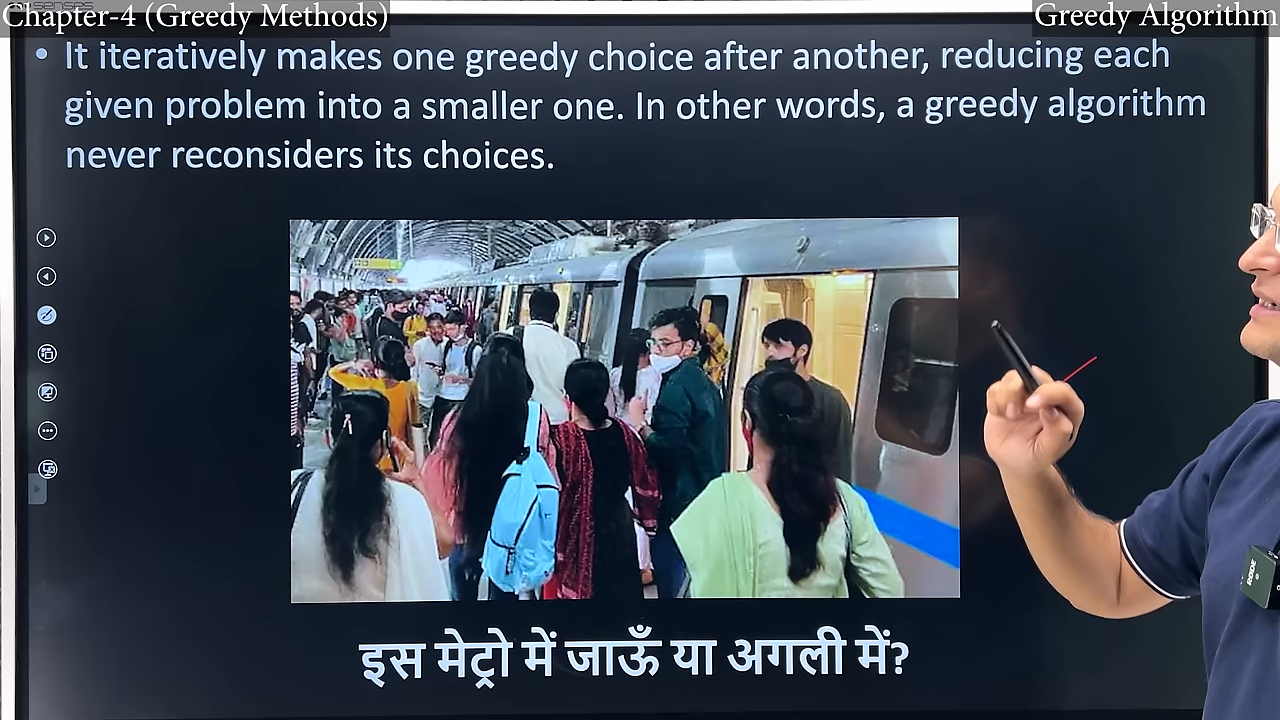 Chapter-4 (Greedy Methods)
Greedy Algorithm
• It iteratively makes one greedy choice after another, reducing each
given problem into a smaller one. In other words, a greedy algorithm
never reconsiders its choices.
इस मेट्रो में जाऊँ या अगली में?